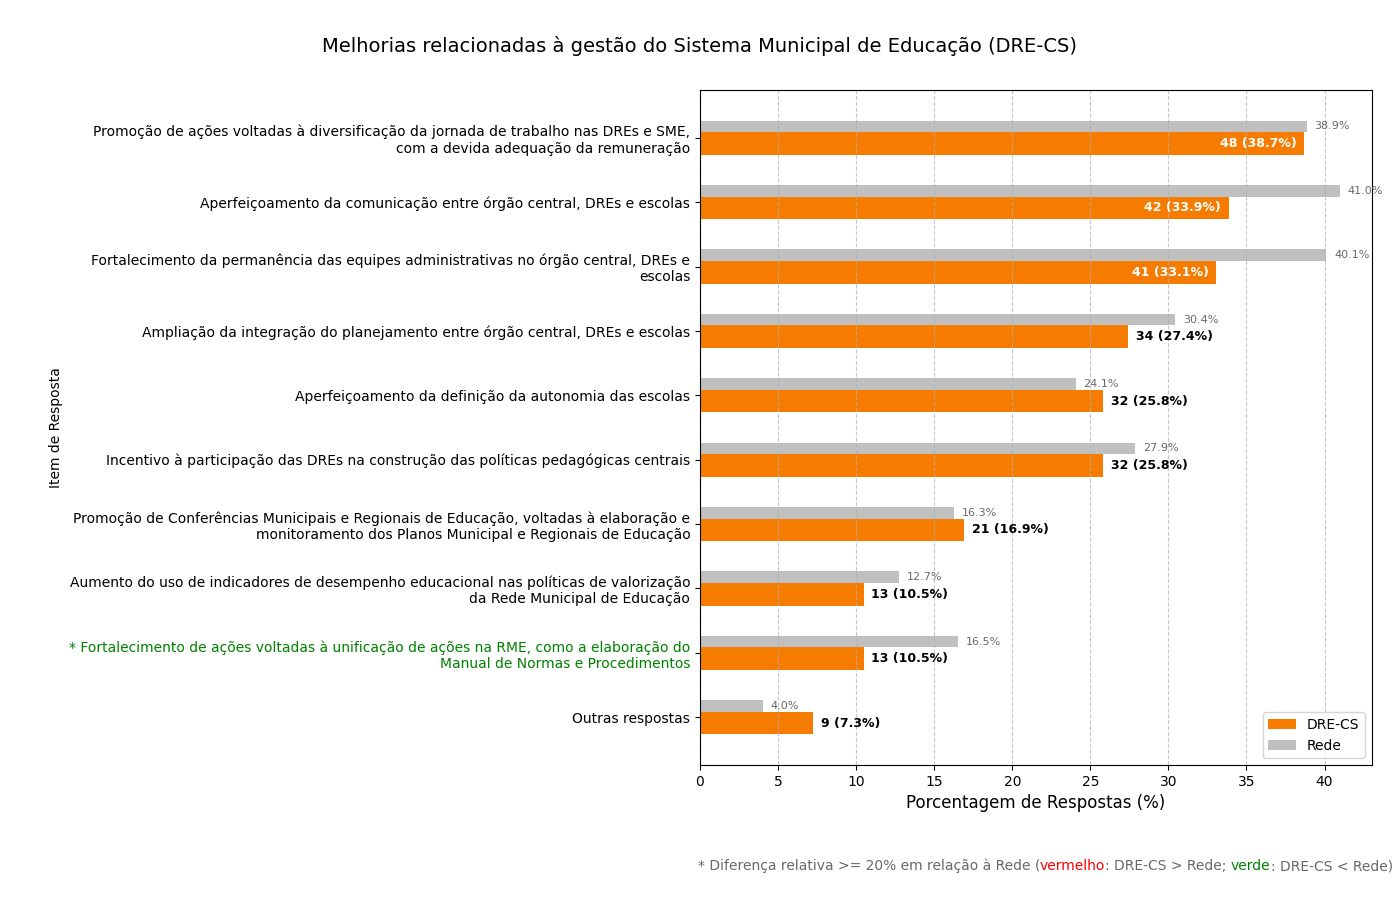 Melhorias relacionadas à gestão do Sistema Municipal de Educação (DRE-CS)
Item de Resposta
Promoção de ações voltadas à diversificação da jornada de trabalho nas DREs e SME,
com a devida adequação da remuneração
38.9%
48 (38.7%)
Aperfeiçoamento da comunicação entre órgão central, DREs e escolas
41.0%
42 (33.9%)
Fortalecimento da permanência das equipes administrativas no órgão central, DREs e
escolas
40.1%
41 (33.1%)
Ampliação da integração do planejamento entre órgão central, DREs e escolas
30.4%
34 (27.4%)
Aperfeiçoamento da definição da autonomia das escolas
24.1%
32 (25.8%)
Incentivo à participação das DREs na construção das políticas pedagógicas centrais
27.9%
32 (25.8%)
Promoção de Conferências Municipais e Regionais de Educação, voltadas à elaboração e
monitoramento dos Planos Municipal e Regionais de Educação
16.3%
21 (16.9%)
Aumento do uso de indicadores de desempenho educacional nas políticas de valorização
da Rede Municipal de Educação
12.7%
13 (10.5%)
* Fortalecimento de ações voltadas à unificação de ações na RME, como a elaboração do
Manual de Normas e Procedimentos
16.5%
13 (10.5%)
Outras respostas
4.0%
9 (7.3%)
DRE-CS
Rede
0 5 10 15 20 25 30 35 40
Porcentagem de Respostas (%)
* Diferença relativa >= 20% em relação à Rede (vermelho: DRE-CS > Rede; verde: DRE-CS < Rede)